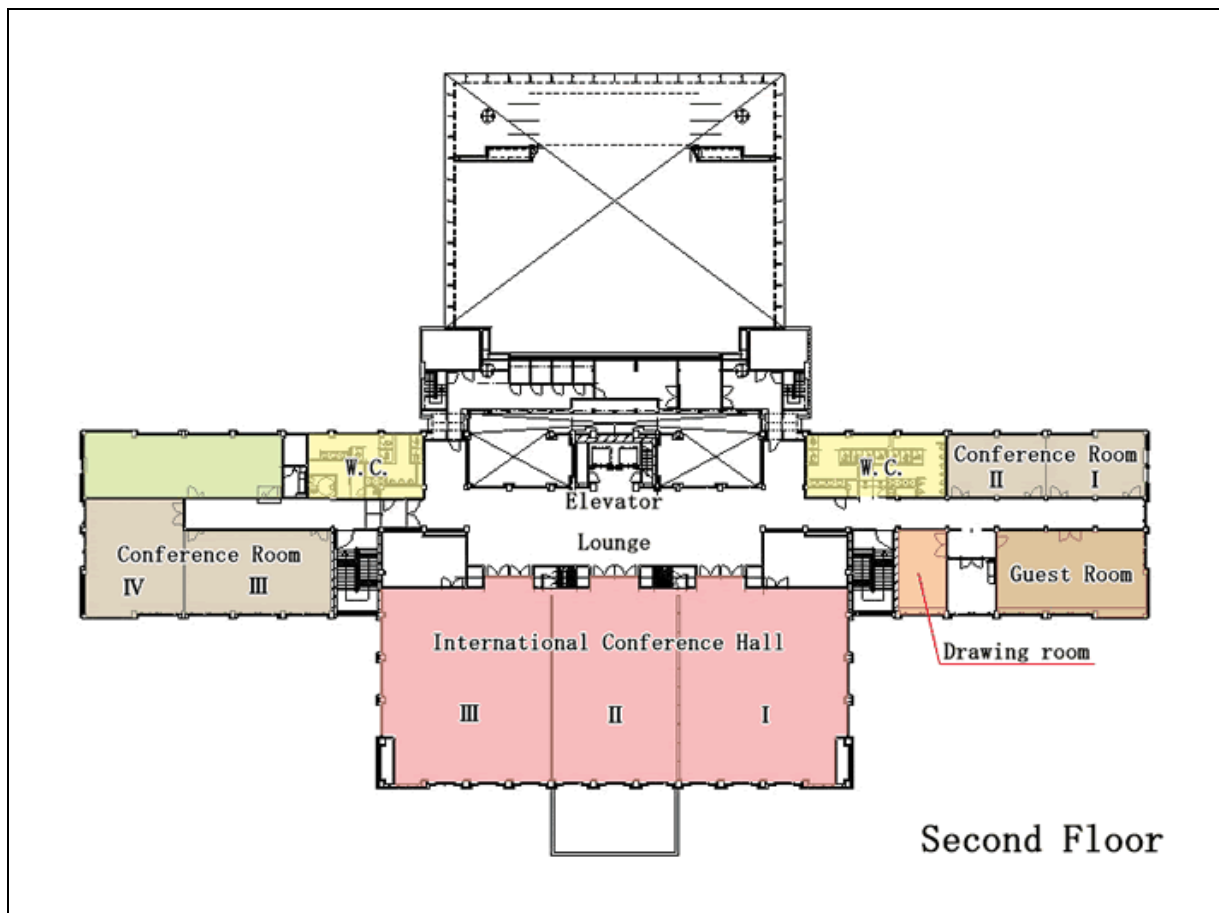 W.C.
W.C.
Conference Room
Ⅱ
Ⅰ
Elevator
Lounge
Conference Room
Ⅳ
Ⅲ
Guest Room
International Conference Hall
Drawing room
Ⅲ
Ⅱ
Ⅰ
Second Floor